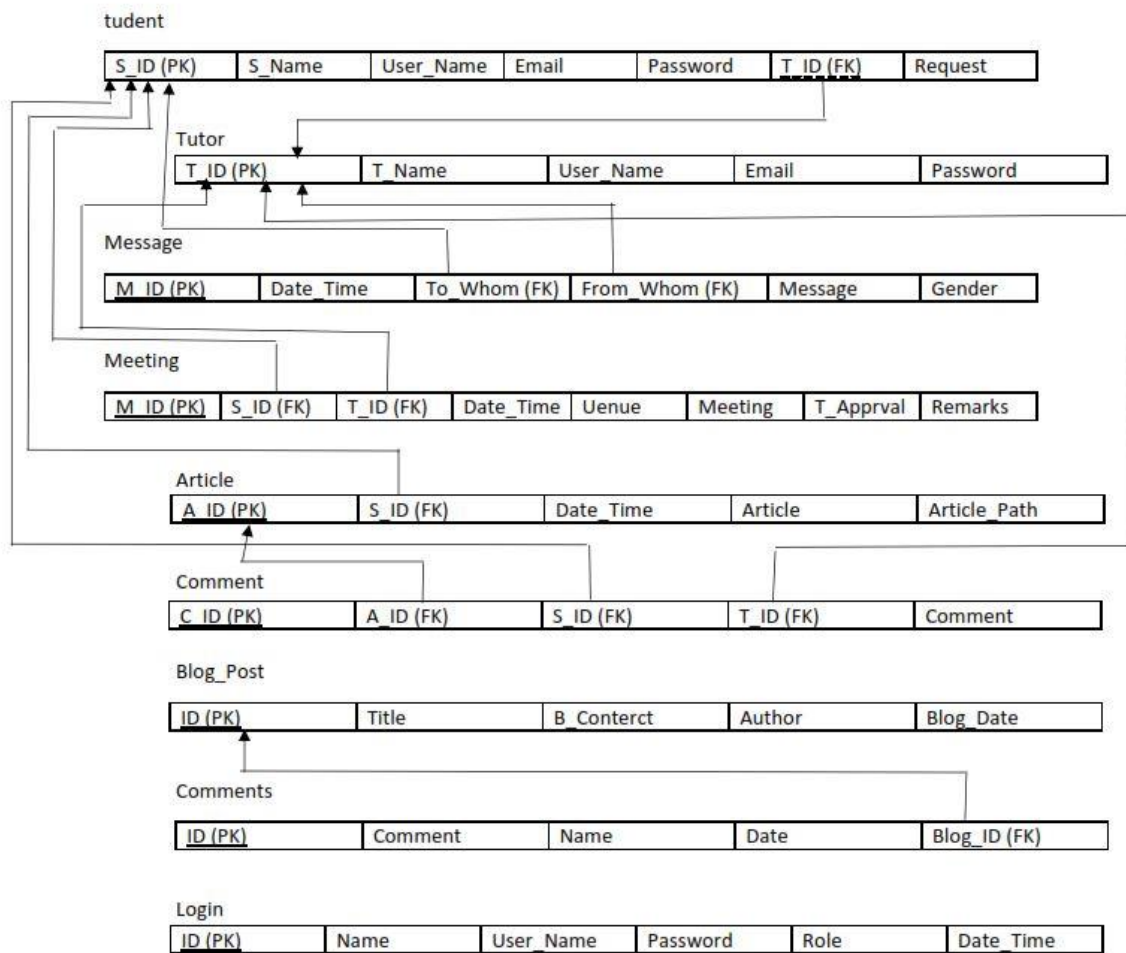 tudent
S_ID (PK) S_Name User_Name Email Password T_ID (FK) Request
Tutor
T_ID (PK) T_Name User_Name Email Password
Message
M_ID (PK) Date_Time To_Whom (FK) From_Whom (FK) Message Gender
Meeting
M_ID (PK) S_ID (FK) T_ID (FK) Date_Time Uenue Meeting T_Apprval Remarks
Article
A_ID (PK) S_ID (FK) Date_Time Article Article_Path
Comment
C_ID (PK) A_ID (FK) S_ID (FK) T_ID (FK) Comment
Blog_Post
ID (PK) Title B_Conterct Author Blog_Date
Comments
ID (PK) Comment Name Date Blog_ID (FK)
Login
ID (PK) Name User_Name Password Role Date_Time